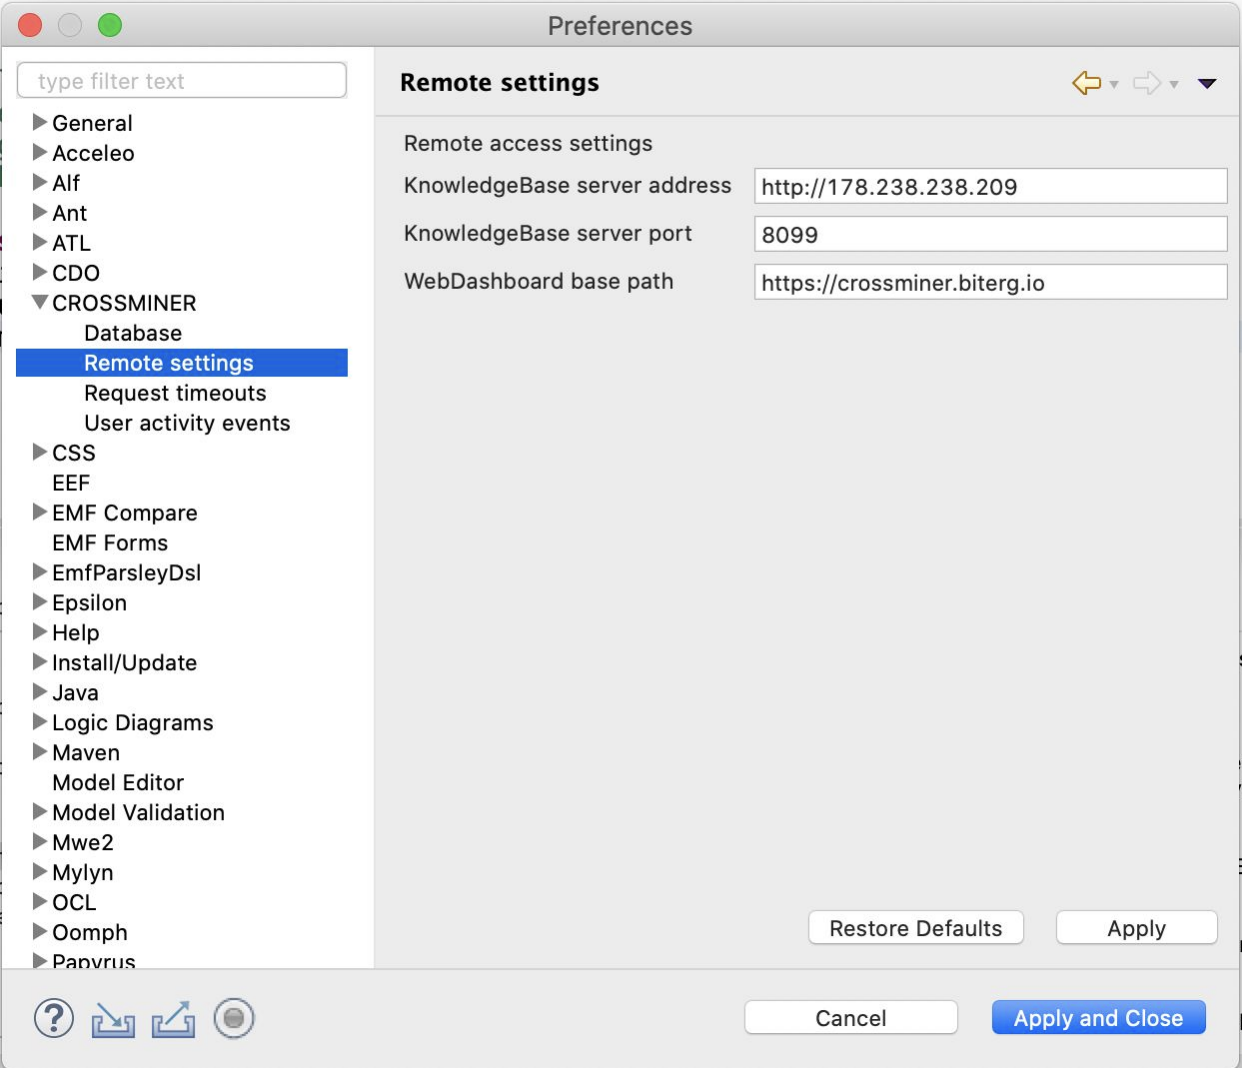 Preferences
type filter text
General
Acceleo
Alf
Ant
ATL
CDO
CROSSMINER
Database
Remote settings
Request timeouts
User activity events
CSS
EEF
EMF Compare
EMF Forms
EmfParsleyDsl
Epsilon
Help
Install/Update
Java
Logic Diagrams
Maven
Model Editor
Model Validation
Mwe2
Mylyn
OCL
Oomph
Papyrus
Remote settings
Remote access settings
KnowledgeBase server address http://178.238.238.209
KnowledgeBase server port 8099
WebDashboard base path https://crossminer.biterg.io
Restore Defaults Apply
? Cancel Apply and Close